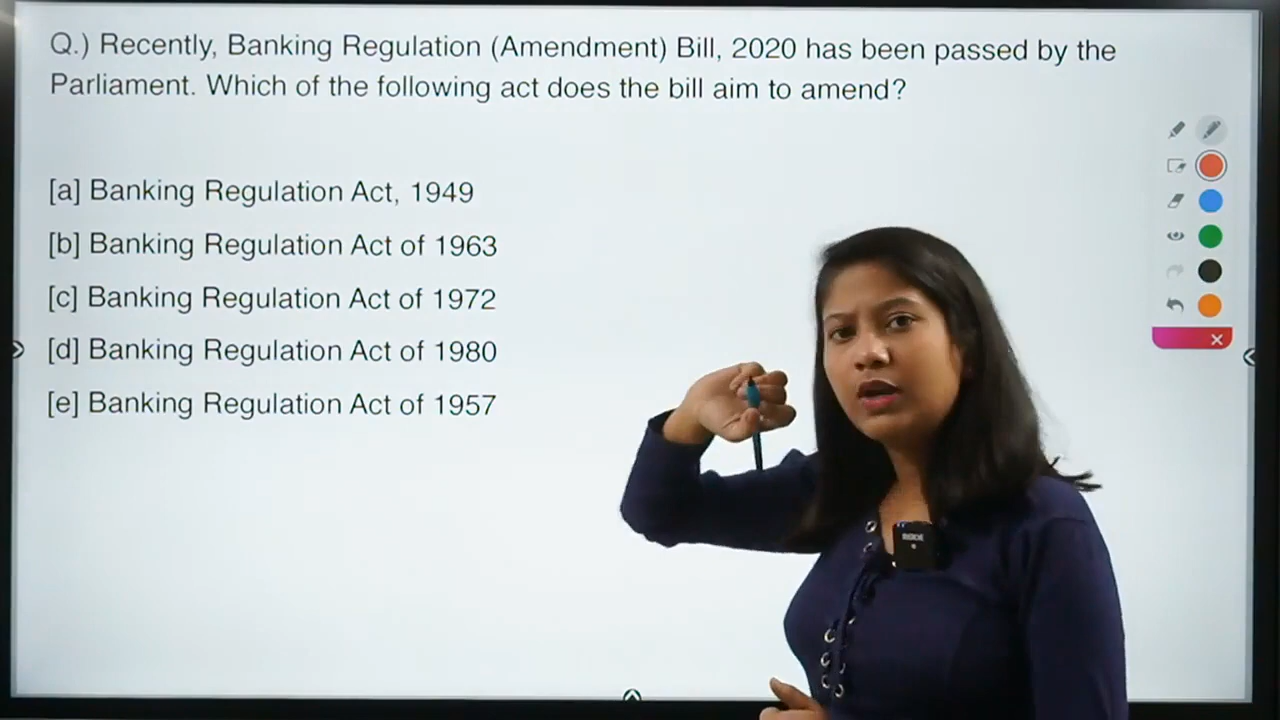 Q.) Recently, Banking Regulation (Amendment) Bill, 2020 has been passed by the
Parliament. Which of the following act does the bill aim to amend?
[a] Banking Regulation Act, 1949
[b] Banking Regulation Act of 1963
[c] Banking Regulation Act of 1972
[d] Banking Regulation Act of 1980
[e] Banking Regulation Act of 1957
RODE